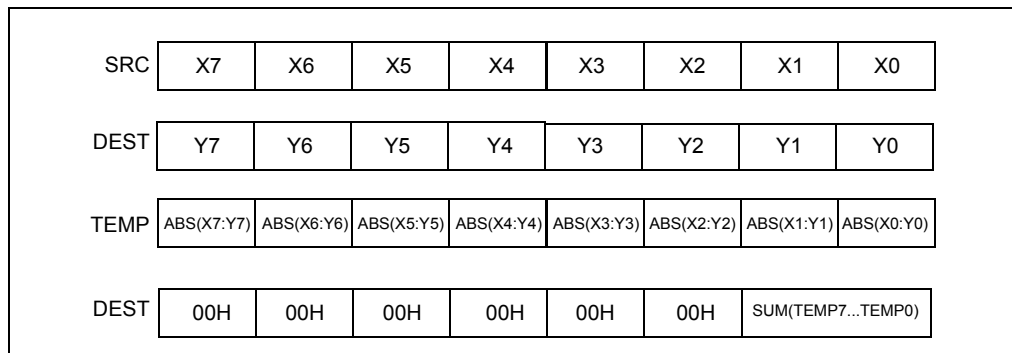 SRC X7 X6 X5 X4 X3 X2 X1 X0
DEST Y7 Y6 Y5 Y4 Y3 Y2 Y1 Y0
TEMP ABS(X7:Y7) ABS(X6:Y6) ABS(X5:Y5) ABS(X4:Y4) ABS(X3:Y3) ABS(X2:Y2) ABS(X1:Y1) ABS(X0:Y0)
DEST 00H 00H 00H 00H 00H 00H SUM(TEMP7...TEMP0)